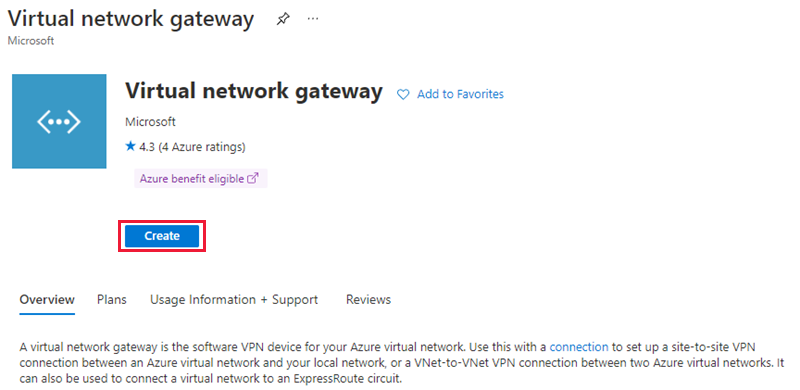 Virtual network gateway
Microsoft
Virtual network gateway
Add to Favorites
Microsoft
4.3 (4 Azure ratings)
Azure benefit eligible
Create
Overview Plans Usage Information + Support Reviews
A virtual network gateway is the software VPN device for your Azure virtual network. Use this with a connection to set up a site-to-site VPN
connection between an Azure virtual network and your local network, or a VNet-to-VNet VPN connection between two Azure virtual networks. It
can also be used to connect a virtual network to an ExpressRoute circuit.